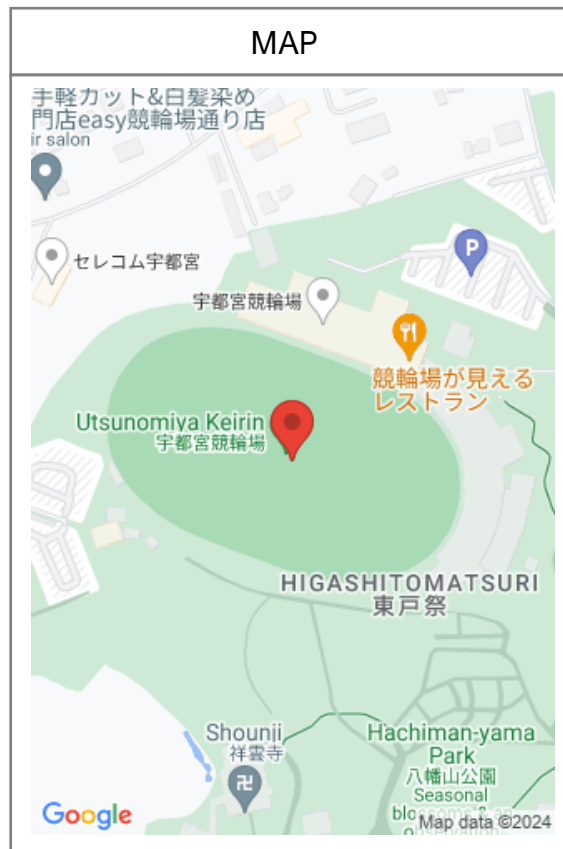 MAP
手軽カット&白髪染め
門店easy競輪場通り店
ir salon
セレコム宇都宮
P
宇都宮競輪場
競輪場が見える
レストラン
Utsunomiya Keirin
宇都宮競輪場
HIGASHITOMATSURI
東戸祭
Shounji
祥雲寺
卍
Hachiman-yama
Park
八幡山公園
Seasonal
Google
Map data ©2024